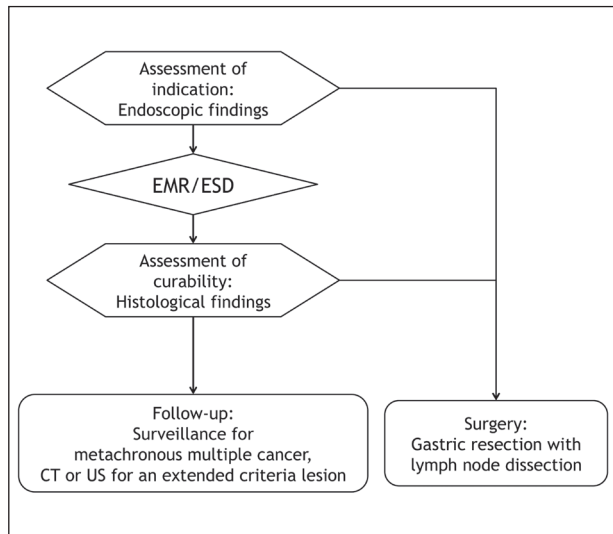 Assessment of
indication:
Endoscopic findings
EMR/ESD
Assessment of
curability:
Histological findings
Follow-up:
Surveillance for
metachronous multiple cancer,
CT or US for an extended criteria lesion
Surgery:
Gastric resection with
lymph node dissection